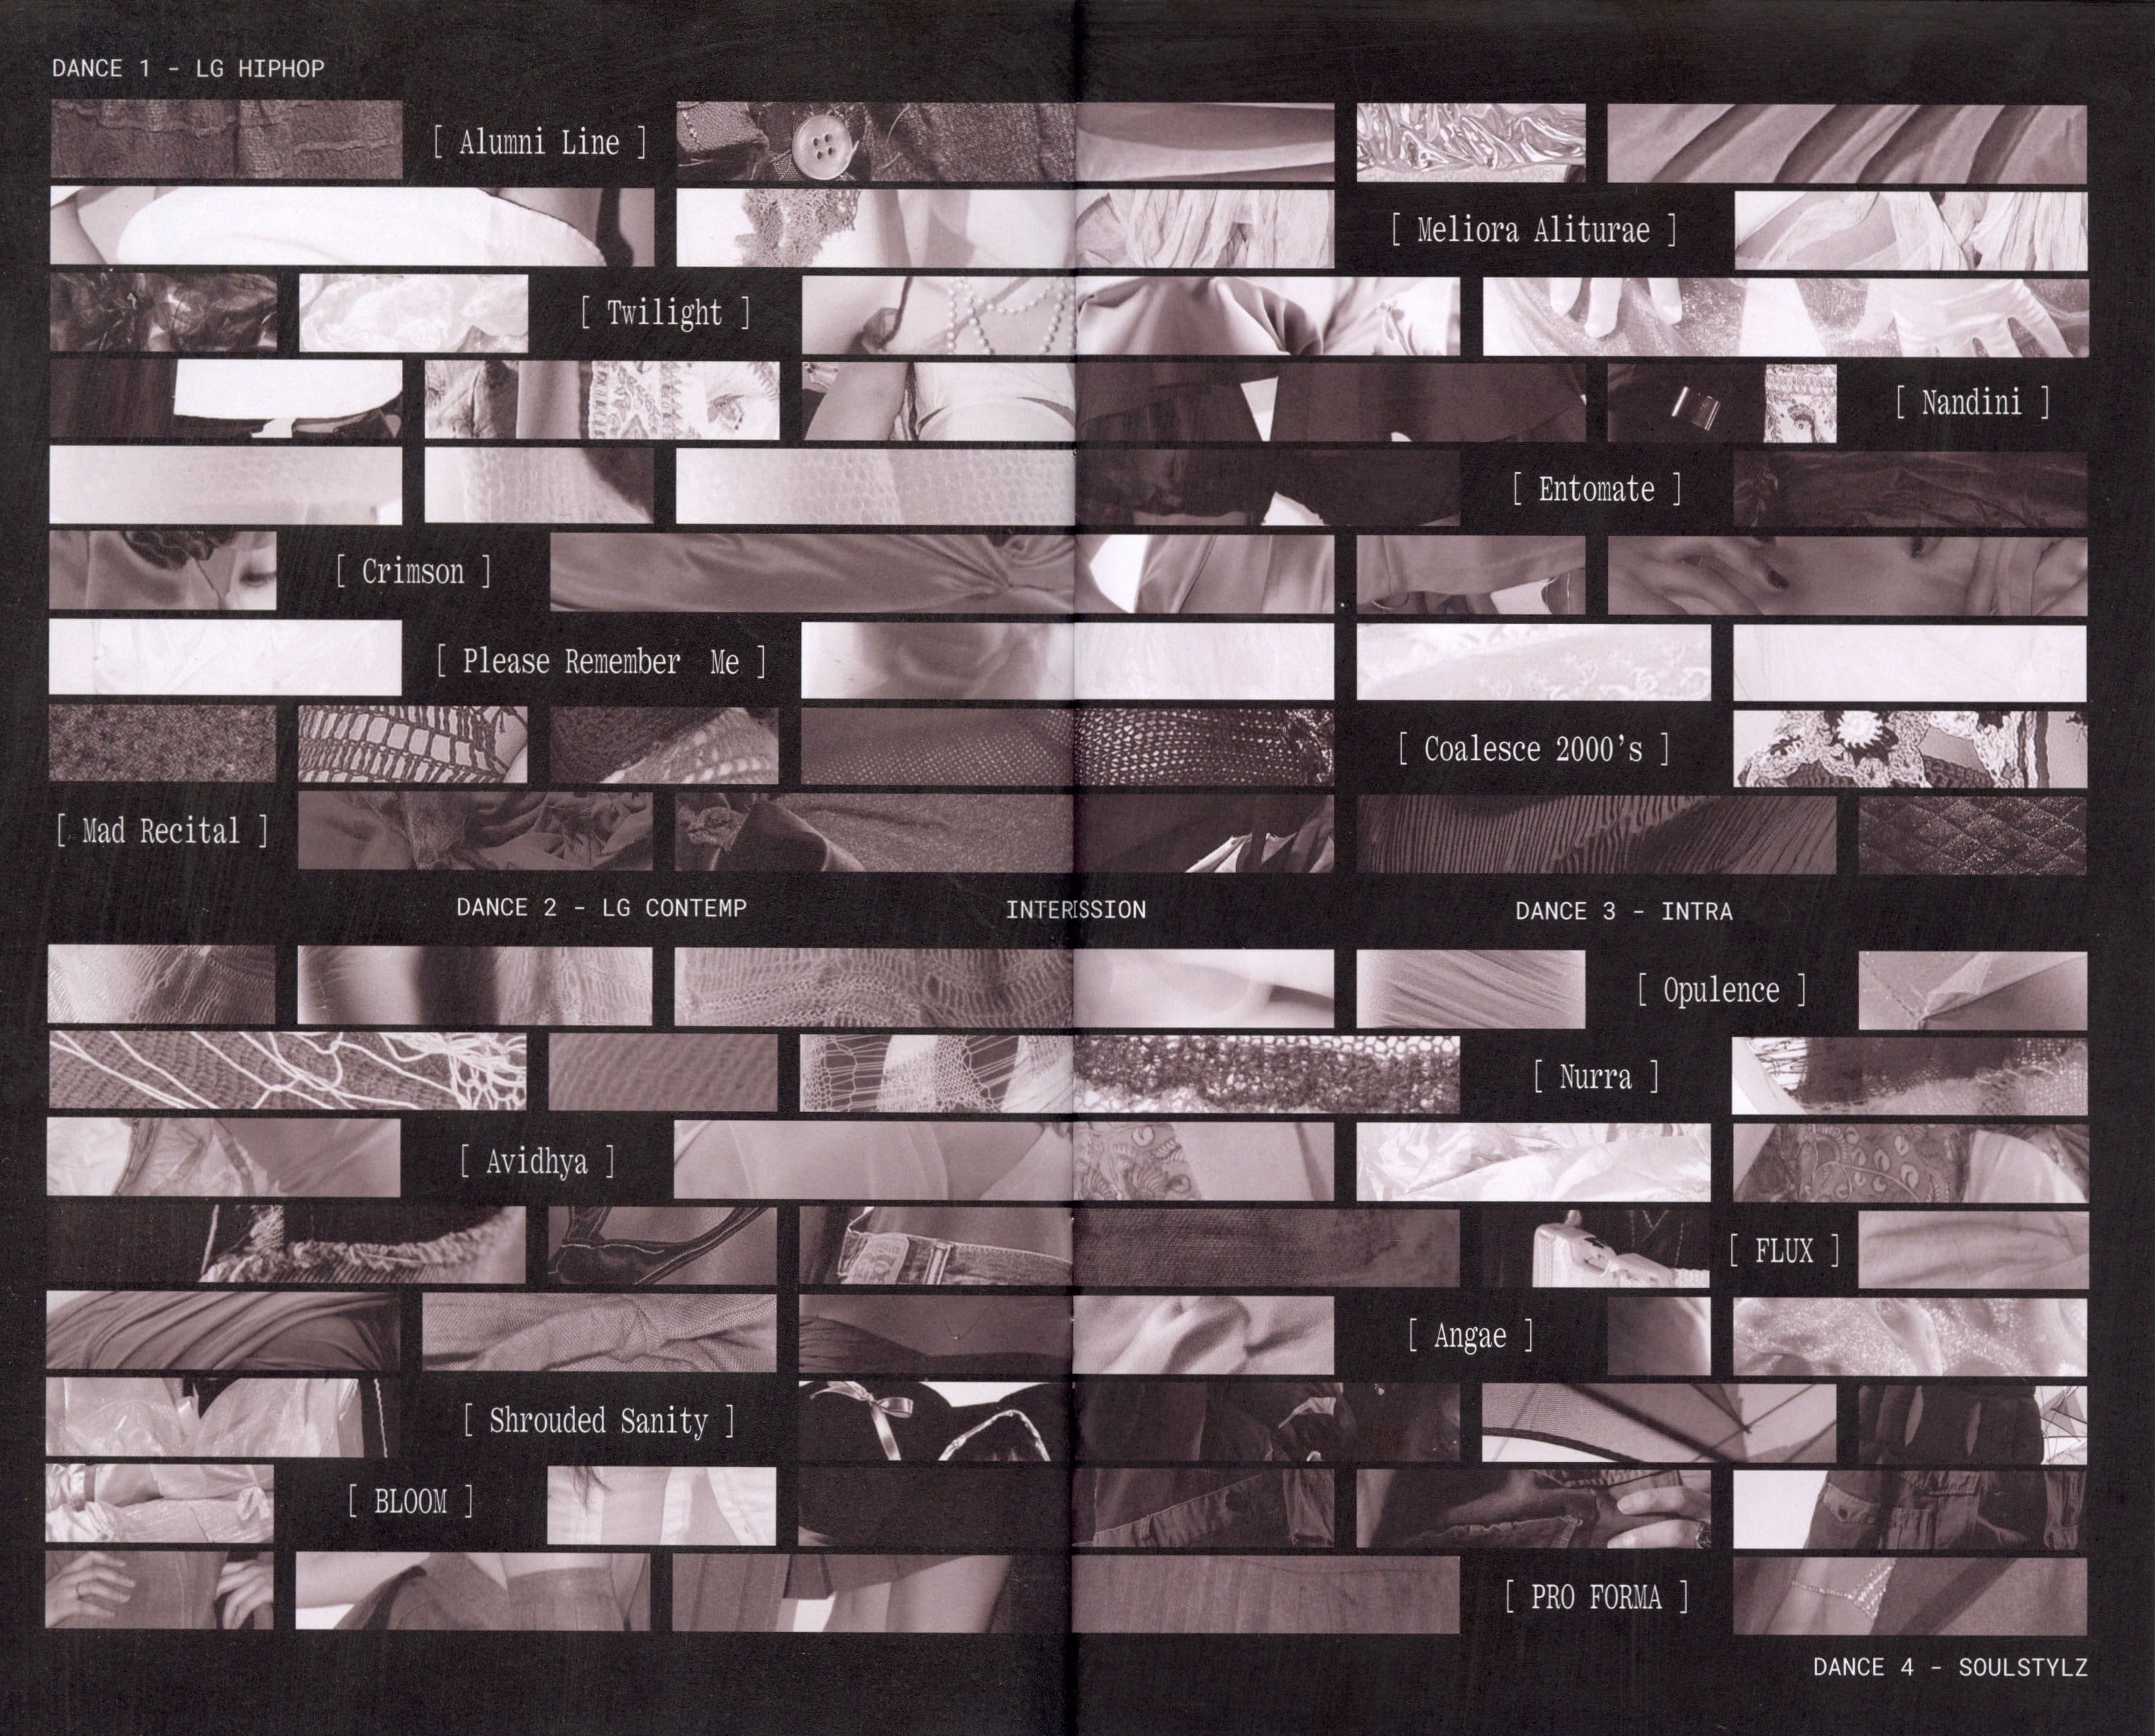 DANCE 1 - LG HIPHOP
[ Alumni Line ]
[ Meliora Aliturae ]
[ Twilight ]
[ Nandini ]
[ Entomate ]
[ Crimson ]
[ Please Remember Me ]
[ Coalesce 2000's ]
[ Mad Recital ]
DANCE 2 - LG CONTEMP
INTERISSION
DANCE 3 - INTRA
[ Opulence ]
[ Nurra ]
[ Avidhya ]
[ FLUX ]
[ Angae ]
[ Shrouded Sanity ]
[ BLOOM ]
[ PRO FORMA ]
DANCE 4 - SOULSTYLZ